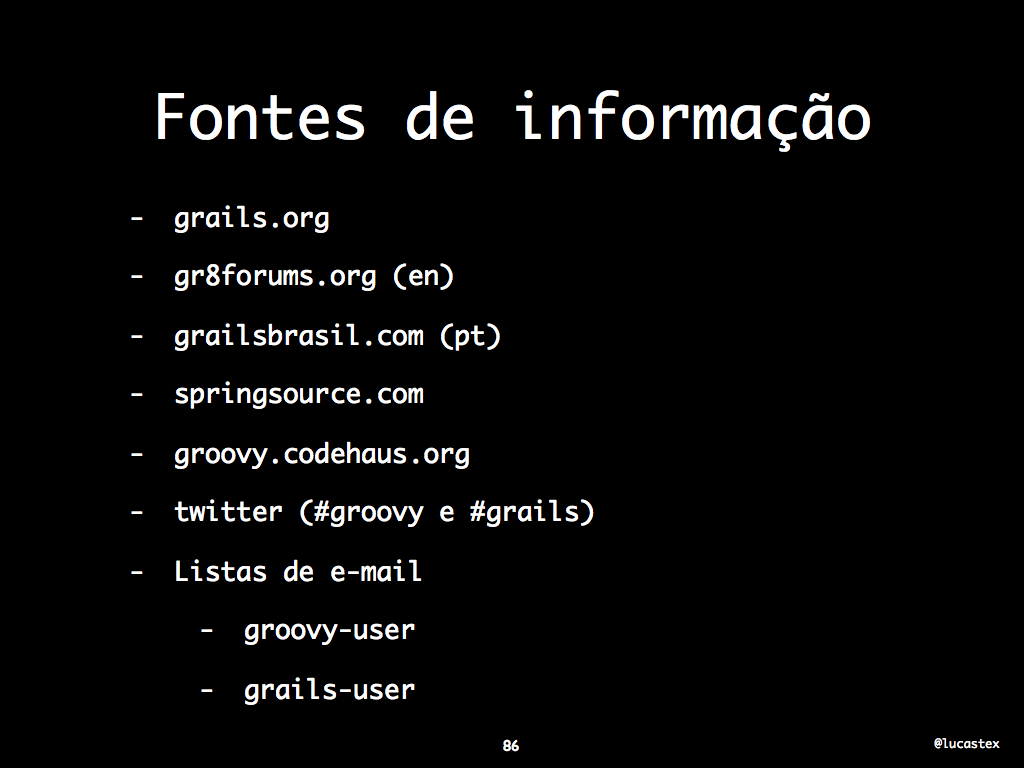 Fontes de informação
- grails.org
- gr8forums.org (en)
- grailsbrasil.com (pt)
- springsource.com
- groovy.codehaus.org
- twitter (#groovy e #grails)
- Listas de e-mail
- groovy-user
- grails-user
86
@lucastex